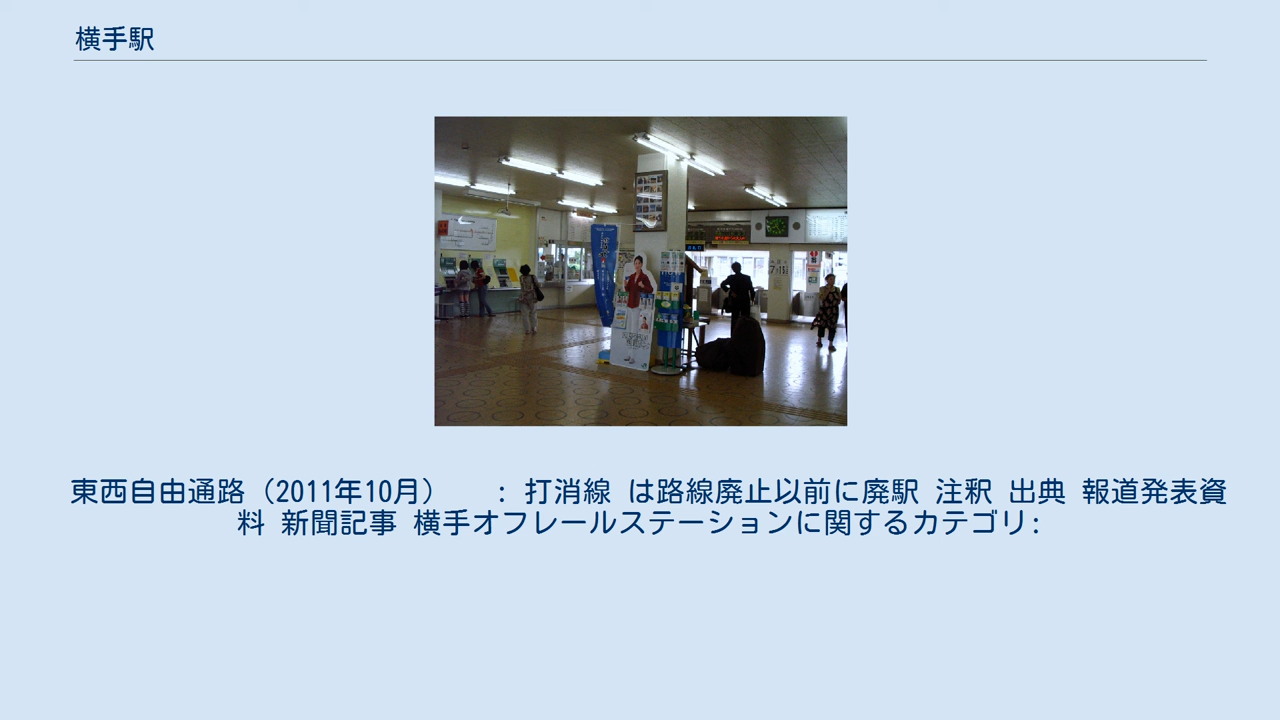 横手駅
東西自由通路（2011年10月）　　: 打消線 は路線廃止以前に廃駅 注釈 出典 報道発表資
料 新聞記事 横手オフレールステーションに関するカテゴリ: